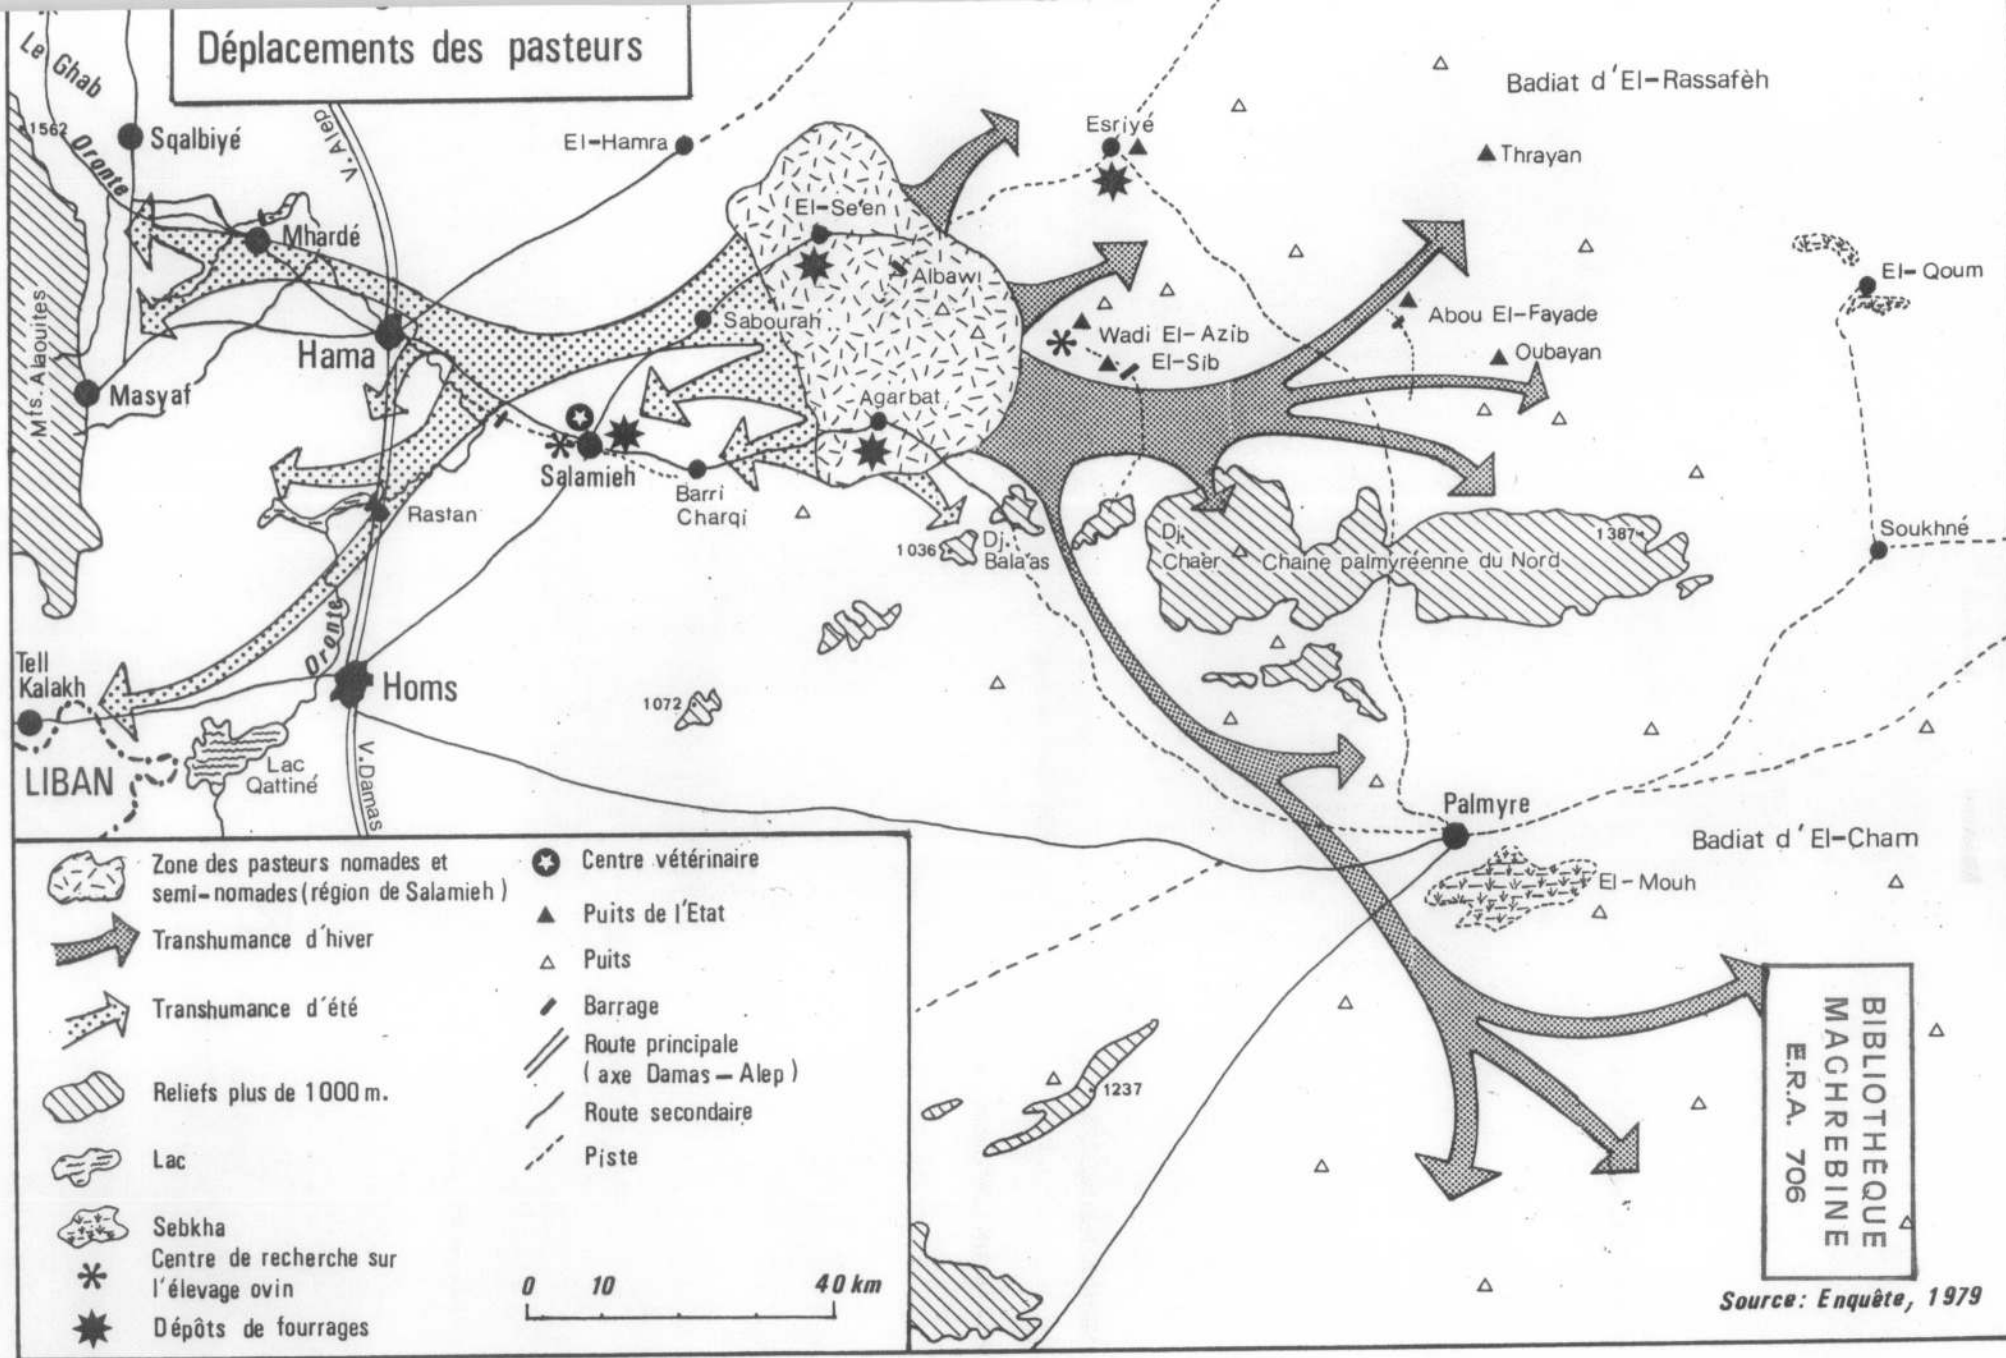 Déplacements des pasteurs
Le Ghab
1562
Oronte
Sqalbiyé
V. Alep
El-Hamra
Esriyé
Badiat d'El-Rassafèh
Thrayan
Mhardé
El-Se'en
Albawi
El-Qoum
Mts. Alaouites
Hama
Sabourah
Wadi El-Azib
El-Sib
Abou El-Fayade
Oubayan
Masyaf
Agarbat
Salamieh
Barri
Charqi
Rastan
1036
Dj.
Bala'as
Dj.
Chaèr
Chaine palmyréenne du Nord
1387
Soukhné
Oronte
Tell
Kalakh
Homs
1072
LIBAN
Lac
Qattiné
V. Damas
Palmyre
Badiat d'El-Cham
El-Mouh
1237
Zone des pasteurs nomades et
semi-nomades (région de Salamieh)
Transhumance d'hiver
Transhumance d'été
Reliefs plus de 1000 m.
Lac
Sebkha
Centre de recherche sur
l'élevage ovin
Dépôts de fourrages
Centre vétérinaire
Puits de l'Etat
Puits
Barrage
Route principale
( axe Damas – Alep )
Route secondaire
Piste
0 10 40 km
BIBLIOTHÈQUE
MAGHREBINE
E.R.A. 706
Source: Enquête, 1979